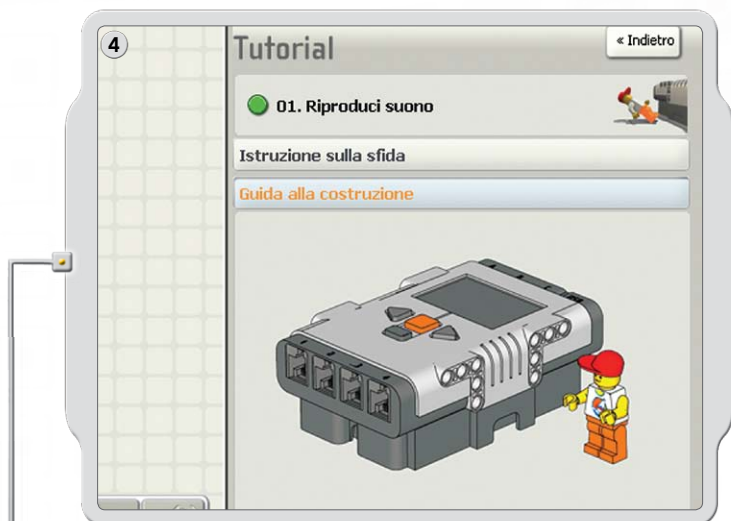 4
Tutorial
« Indietro
01. Riproduci suono
Istruzione sulla sfida
Guida alla costruzione